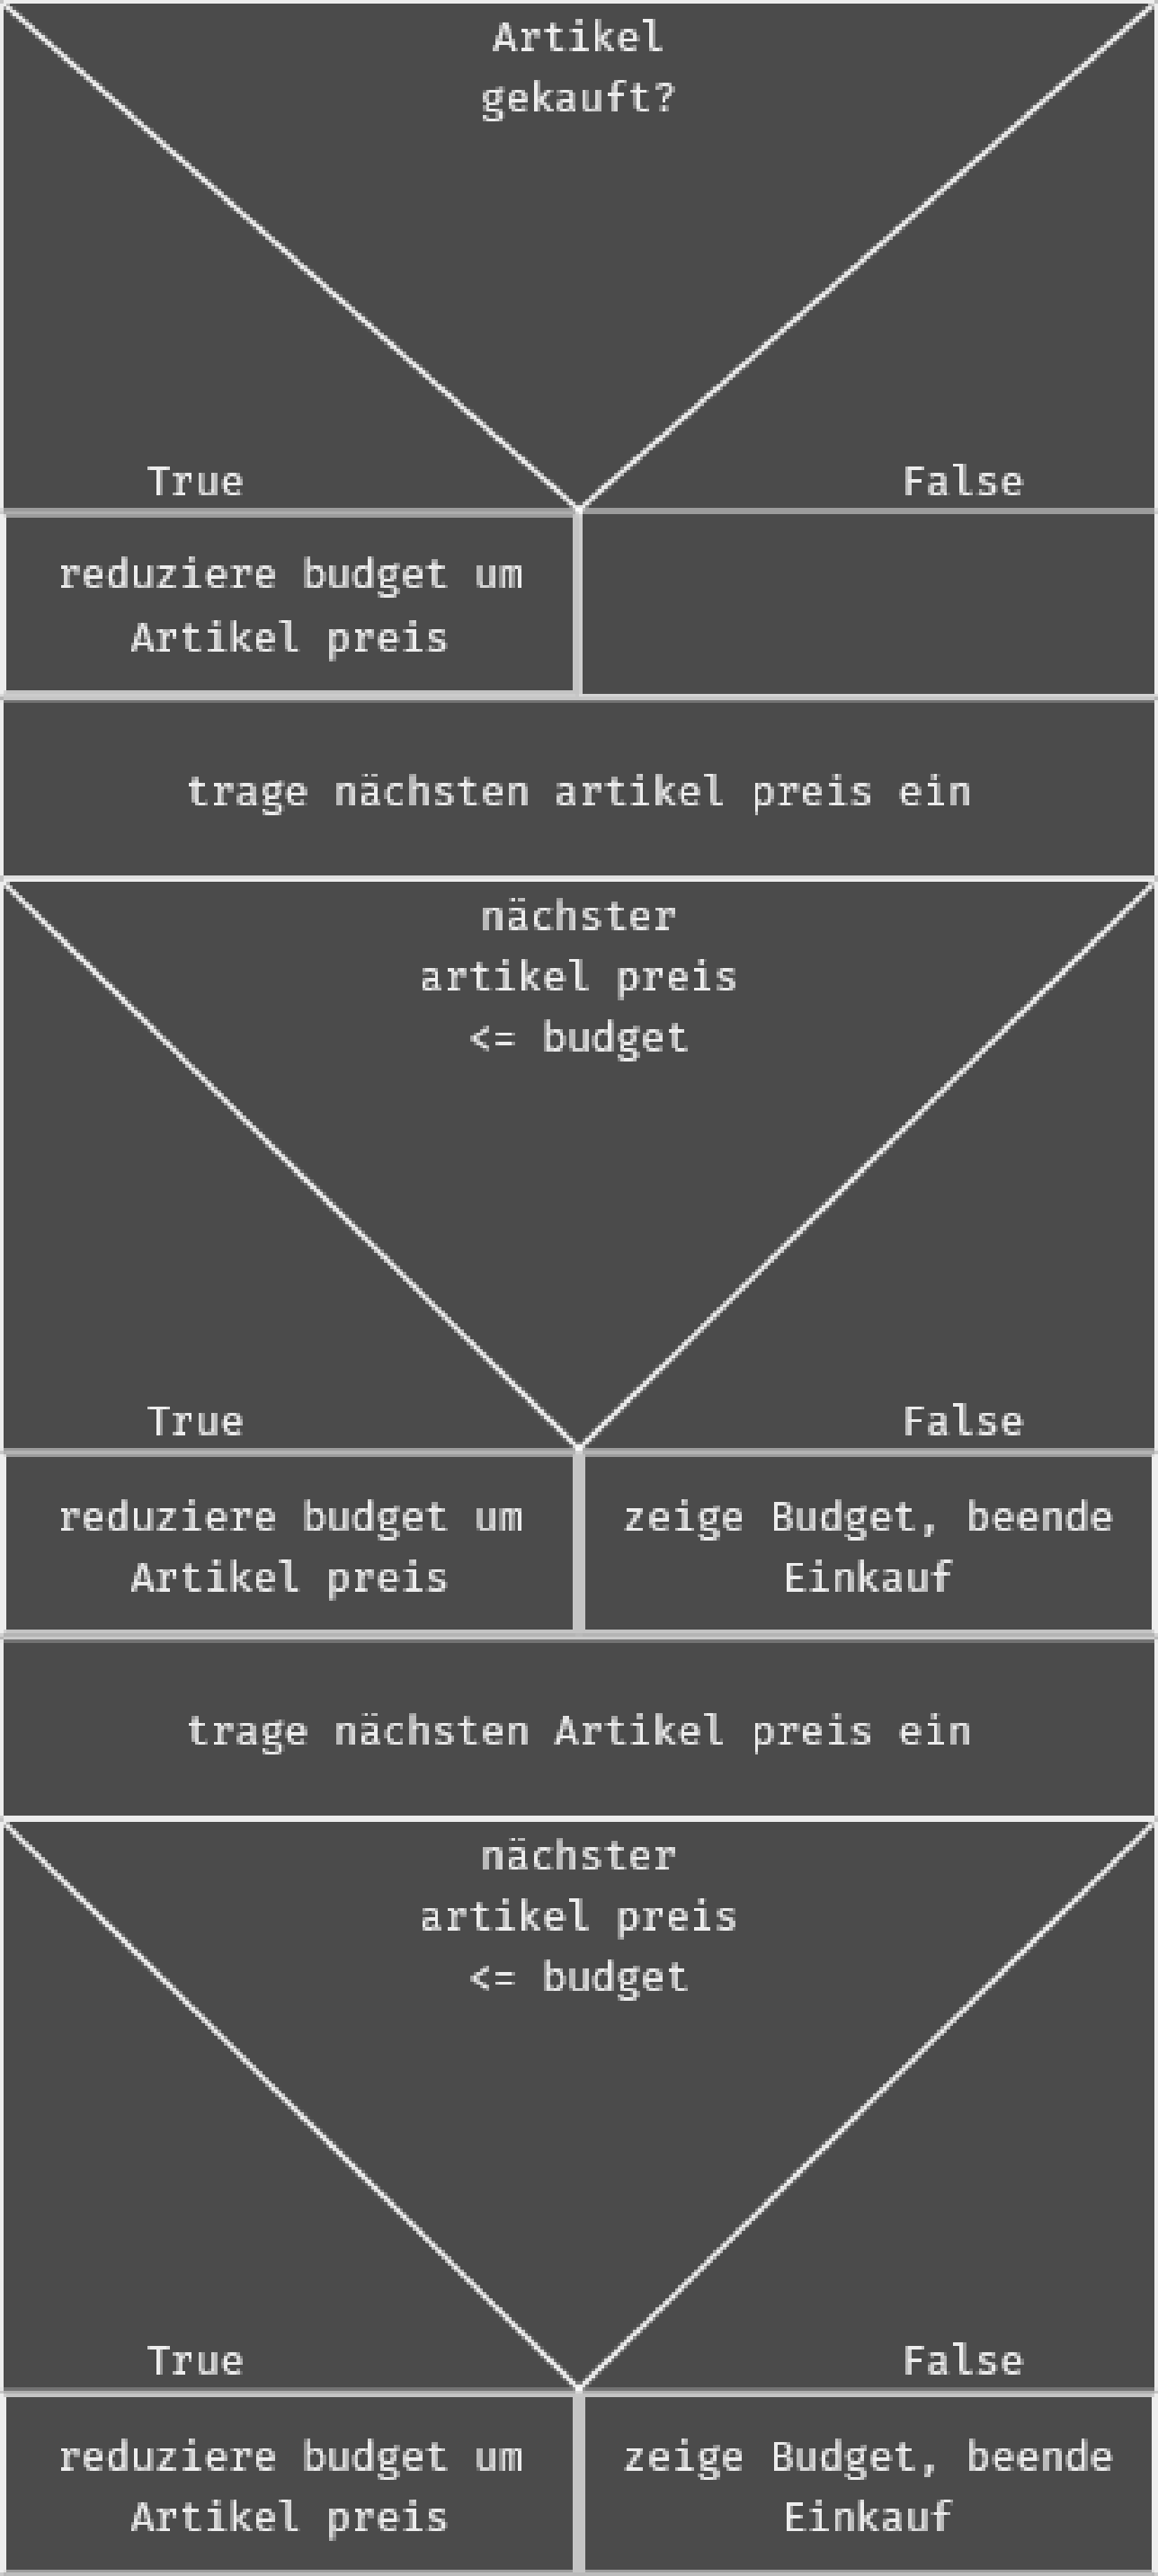 Artikel
gekauft?
True
False
reduziere budget um
Artikel preis
trage nächsten artikel preis ein
nächster
artikel preis
<= budget
True
False
reduziere budget um
Artikel preis
zeige Budget, beende
Einkauf
trage nächsten Artikel preis ein
nächster
artikel preis
<= budget
True
False
reduziere budget um
Artikel preis
zeige Budget, beende
Einkauf